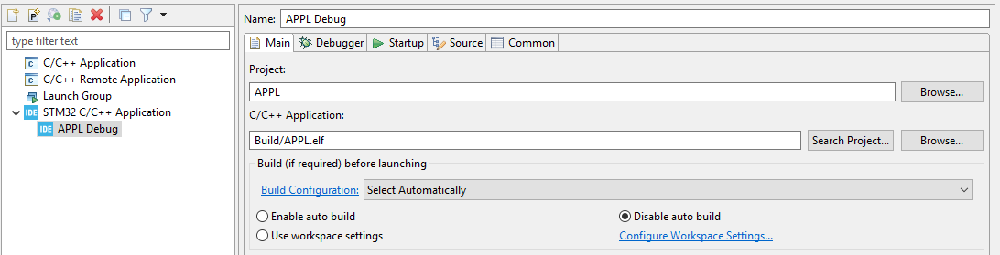 type filter text
C/C++ Application
C/C++ Remote Application
Launch Group
IDE STM32 C/C++ Application
IDE APPL Debug
Name: APPL Debug
Main Debugger Startup Source Common
Project:
APPL Browse...
C/C++ Application:
Build/APPL.elf Search Project... Browse...
Build (if required) before launching
Build Configuration: Select Automatically
Enable auto build Disable auto build
Use workspace settings Configure Workspace Settings...